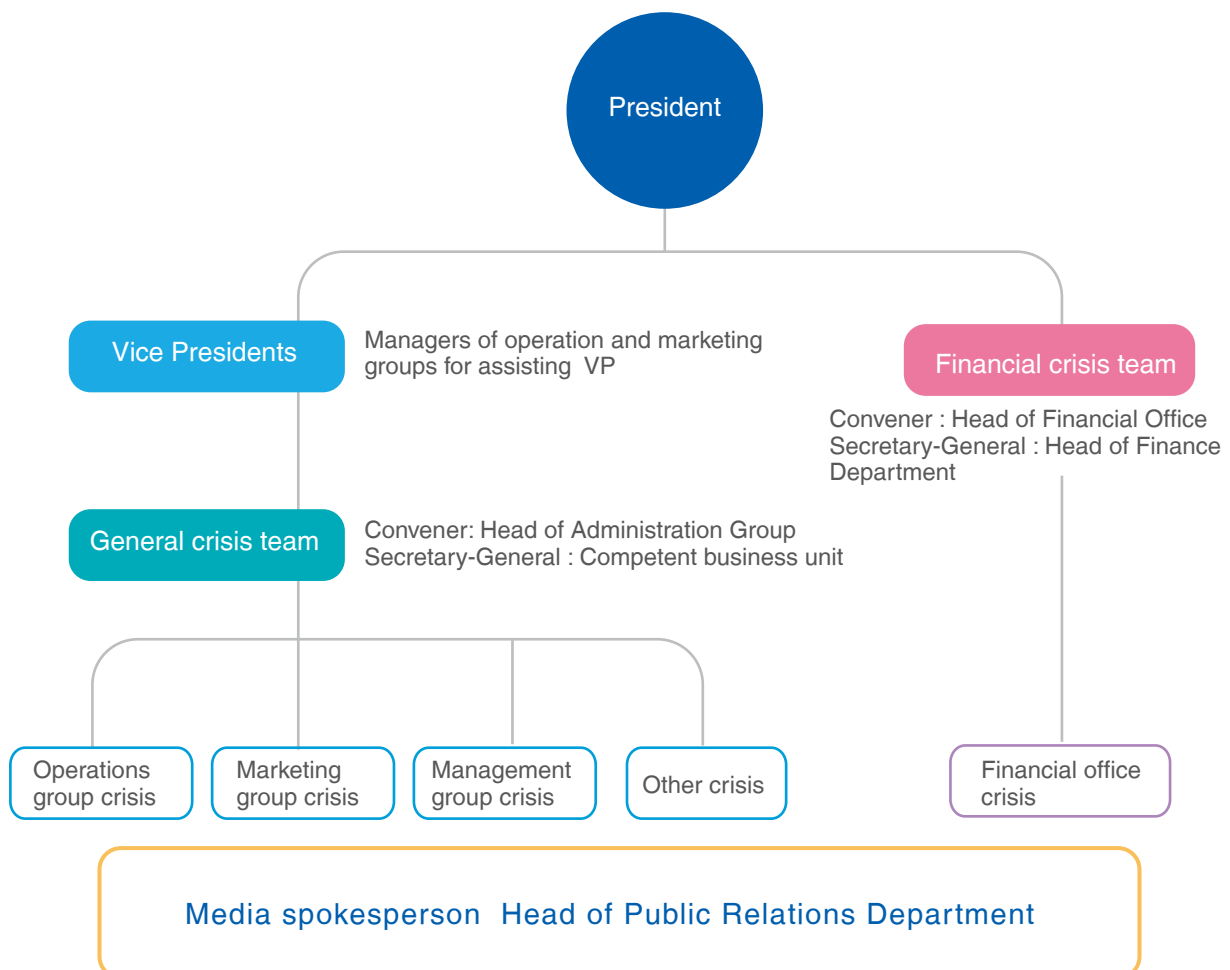 President
Vice Presidents
Managers of operation and marketing
groups for assisting VP
Financial crisis team
Convener : Head of Financial Office
Secretary-General : Head of Finance
Department
General crisis team
Convener: Head of Administration Group
Secretary-General : Competent business unit
Operations
group crisis
Marketing
group crisis
Management
group crisis
Other crisis
Financial office
crisis
Media spokesperson Head of Public Relations Department